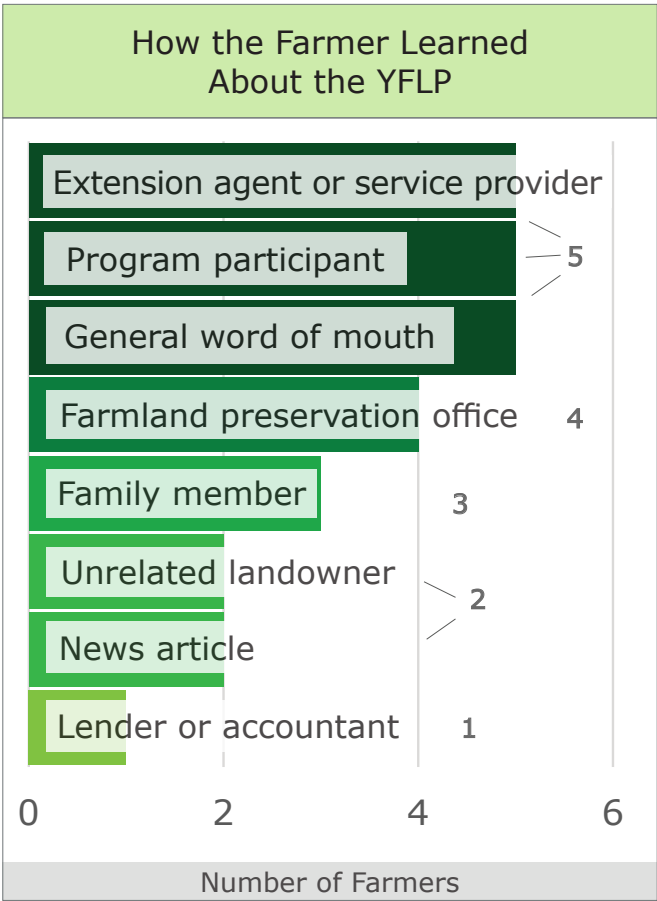 How the Farmer Learned
About the YFLP
Extension agent or service provider
Program participant
5
General word of mouth
Farmland preservation office 4
Family member 3
Unrelated landowner
2
News article
Lender or accountant 1
0 2 4 6
Number of Farmers